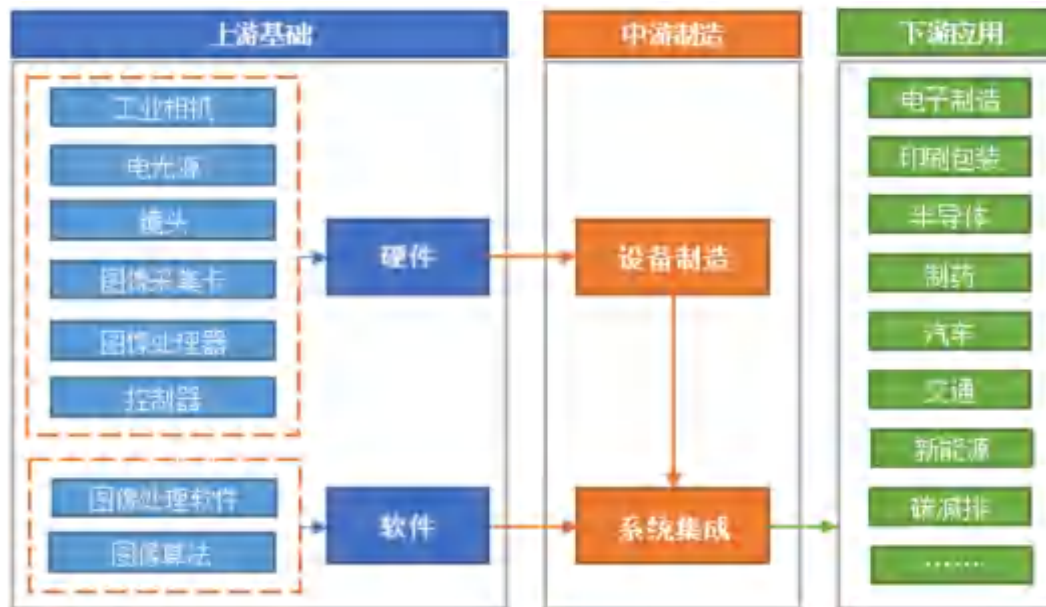 上游基础
中游制造
下游应用
工业相机
电光源
镜头
图像采集卡
图像处理器
控制器
硬件
图像处理软件
图像算法
软件
设备制造
系统集成
电子制造
印刷包装
半导体
制药
汽车
交通
新能源
碳减排
……